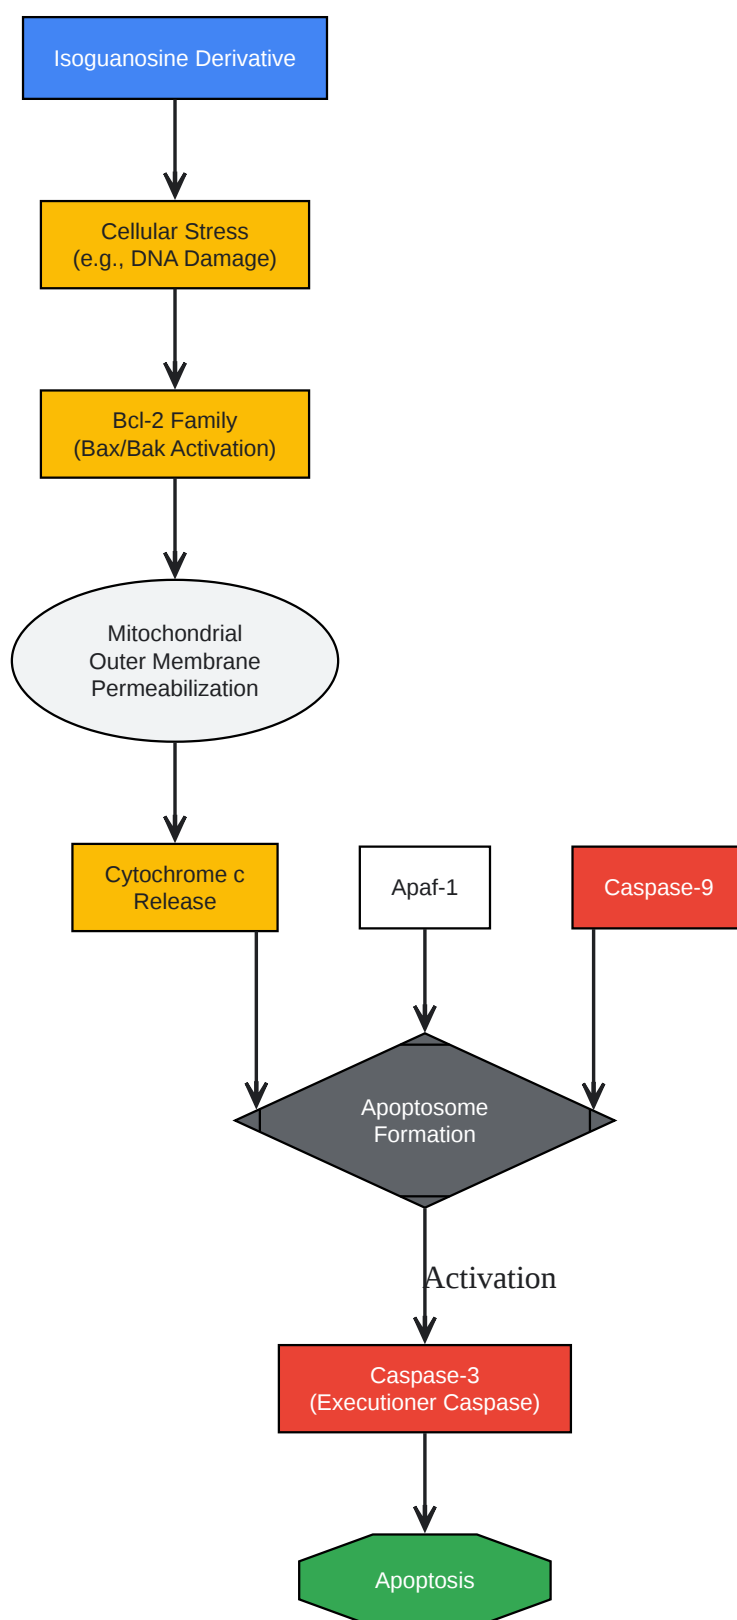 Isoguanosine Derivative
Cellular Stress
(e.g., DNA Damage)
Bcl-2 Family
(Bax/Bak Activation)
Mitochondrial
Outer Membrane
Permeabilization
Cytochrome c
Release
Apaf-1
Caspase-9
Apoptosome
Formation
Activation
Caspase-3
(Executioner Caspase)
Apoptosis